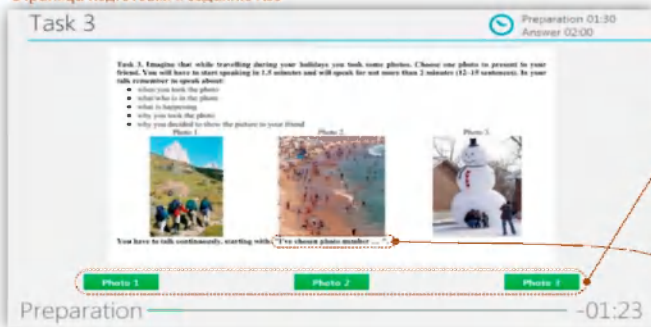 Task 3
Preparation 01:30
Answer 02:00
Task 3. Imagine that while travelling during your holidays you took some photos. Choose one photo to present to your
friend. You will have to start speaking in 1.5 minutes and will speak for not more than 2 minutes (12–15 sentences). In your
talk remember to speak about:
• when you took the photo
• what/who is in the photo
• what is happening
• why you took the photo
• why you decided to show the picture to your friend
Photo 1
Photo 2.
Photo 3.
You have to talk continuously, starting with: "I've chosen photo number … ".
Photo 1
Photo 2
Photo 3
Preparation
-01:23